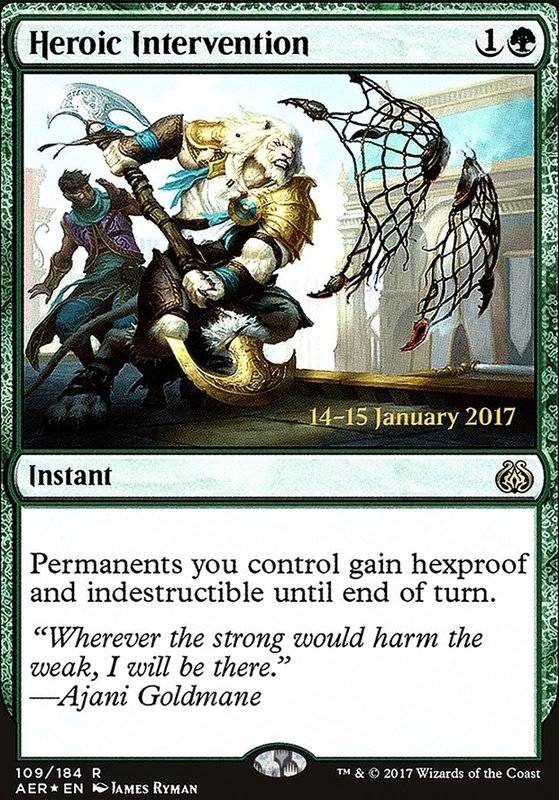 Heroic Intervention 1
14–15 January 2017
Instant
Permanents you control gain hexproof
and indestructible until end of turn.
“Wherever the strong would harm the
weak, I will be there.”
—Ajani Goldmane
109/184 R
AER★EN James Ryman
™ & © 2017 Wizards of the Coast